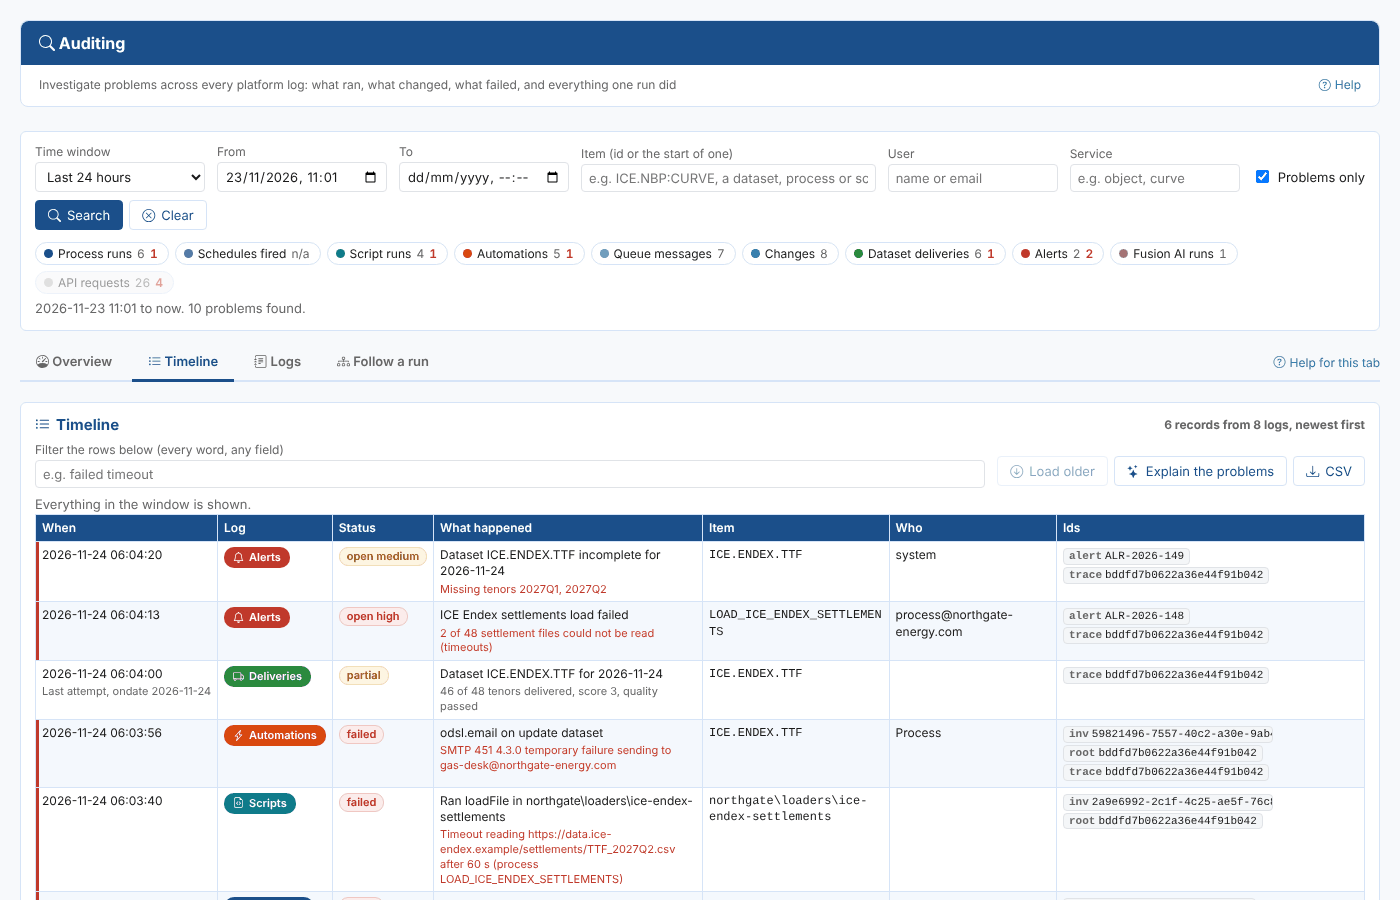 Auditing
Investigate problems across every platform log: what ran, what changed, what failed, and everything one run did
Help
Time window
From
To
Item (id or the start of one)
User
Service
Last 24 hours
23/11/2026, 11:01
dd/mm/yyyy, --:--
e.g. ICE.NBP:CURVE, a dataset, process or sc
name or email
e.g. object, curve
Problems only
Search
Clear
Process runs 6 1
Schedules fired n/a
Script runs 4 1
Automations 5 1
Queue messages 7
Changes 8
Dataset deliveries 6 1
Alerts 2 2
Fusion AI runs 1
API requests 26 4
2026-11-23 11:01 to now. 10 problems found.
Overview
Timeline
Logs
Follow a run
Help for this tab
Timeline
6 records from 8 logs, newest first
Filter the rows below (every word, any field)
e.g. failed timeout
Load older
Explain the problems
CSV
Everything in the window is shown.
When
Log
Status
What happened
Item
Who
Ids
2026-11-24 06:04:20
Alerts
open medium
Dataset ICE.ENDEX.TTF incomplete for
2026-11-24
Missing tenors 2027Q1, 2027Q2
ICE.ENDEX.TTF
system
alert ALR-2026-149
trace bddfd7b0622a36e44f91b042
2026-11-24 06:04:13
Alerts
open high
ICE Endex settlements load failed
2 of 48 settlement files could not be read
(timeouts)
LOAD_ICE_ENDEX_SETTLEMEN
TS
process@northgate-
energy.com
alert ALR-2026-148
trace bddfd7b0622a36e44f91b042
2026-11-24 06:04:00
Last attempt, ondate 2026-11-24
Deliveries
partial
Dataset ICE.ENDEX.TTF for 2026-11-24
46 of 48 tenors delivered, score 3, quality
passed
ICE.ENDEX.TTF
trace bddfd7b0622a36e44f91b042
2026-11-24 06:03:56
Automations
failed
odsl.email on update dataset
SMTP 451 4.3.0 temporary failure sending to
gas-desk@northgate-energy.com
ICE.ENDEX.TTF
Process
inv 59821496-7557-40c2-a30e-9ab
root bddfd7b0622a36e44f91b042
trace bddfd7b0622a36e44f91b042
2026-11-24 06:03:40
Scripts
failed
Ran loadFile in northgate\loaders\ice-endex-
settlements
Timeout reading https://data.ice-
endex.example/settlements/TTF_2027Q2.csv
after 60 s (process
LOAD_ICE_ENDEX_SETTLEMENTS)
northgate\loaders\ice-
endex-settlements
inv 2a9e6992-2c1f-4c25-ae5f-76c
root bddfd7b0622a36e44f91b042